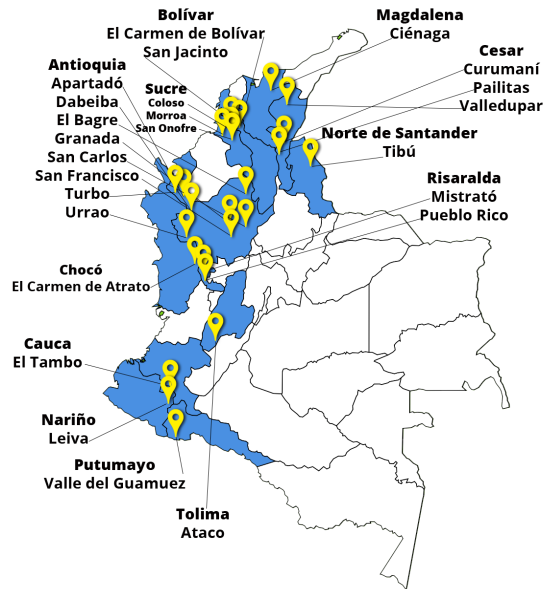 Bolívar
El Carmen de Bolívar
San Jacinto
Magdalena
Ciénaga
Cesar
Curumaní
Pailitas
Valledupar
Antioquia
Apartadó
Dabeiba
El Bagre
Granada
San Carlos
San Francisco
Turbo
Urrao
Sucre
Coloso
Morroa
San Onofre
Norte de Santander
Tibú
Risaralda
Mistrató
Pueblo Rico
Chocó
El Carmen de Atrato
Cauca
El Tambo
Nariño
Leiva
Putumayo
Valle del Guamuez
Tolima
Ataco